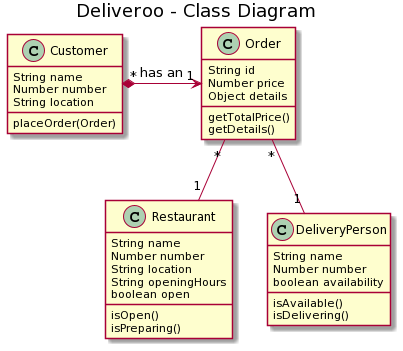 Deliveroo - Class Diagram
C Customer
String name
Number number
String location
placeOrder(Order)
* has an 1
C Order
String id
Number price
Object details
getTotalPrice()
getDetails()
* *
1 1
C Restaurant
String name
Number number
String location
String openingHours
boolean open
isOpen()
isPreparing()
C DeliveryPerson
String name
Number number
boolean availability
isAvailable()
isDelivering()